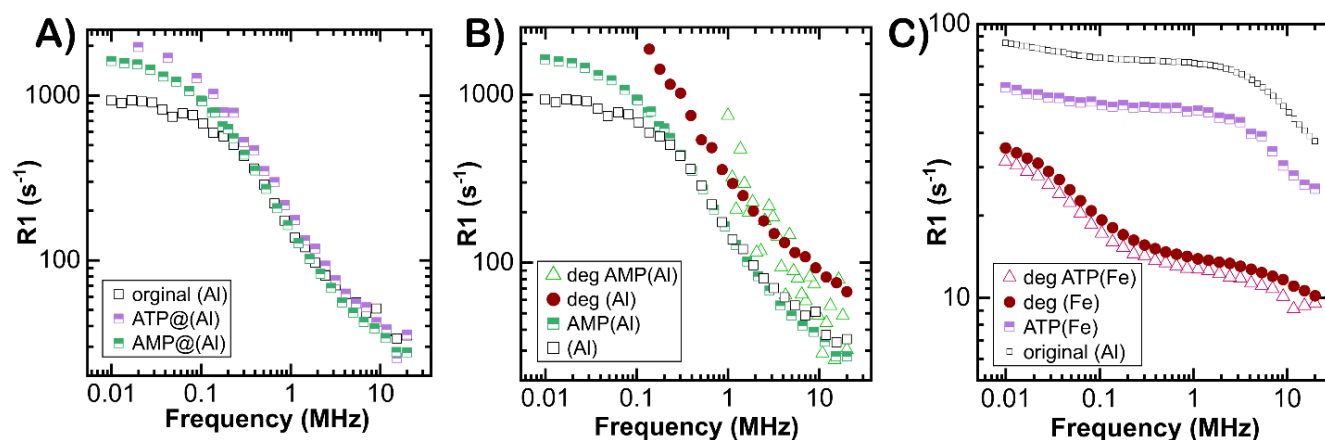 A)
R1 (s⁻¹)
1000
100
orginal (Al)
ATP@(Al)
AMP@(Al)
0.01 0.1 1 10
Frequency (MHz)
B)
R1 (s⁻¹)
1000
100
deg AMP(Al)
deg (Al)
AMP(Al)
(Al)
0.01 0.1 1 10
Frequency (MHz)
C)
R1 (s⁻¹)
100
10
deg ATP(Fe)
deg (Fe)
ATP(Fe)
original (Al)
0.01 0.1 1 10
Frequency (MHz)